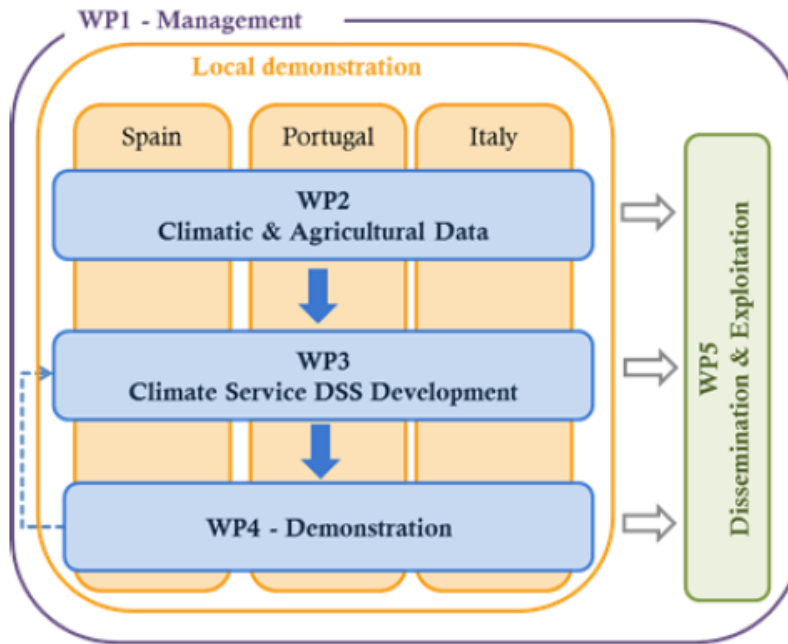 WP1 - Management
Local demonstration
Spain
Portugal
Italy
WP2
Climatic & Agricultural Data
WP3
Climate Service DSS Development
WP4 - Demonstration
WP5
Dissemination & Exploitation